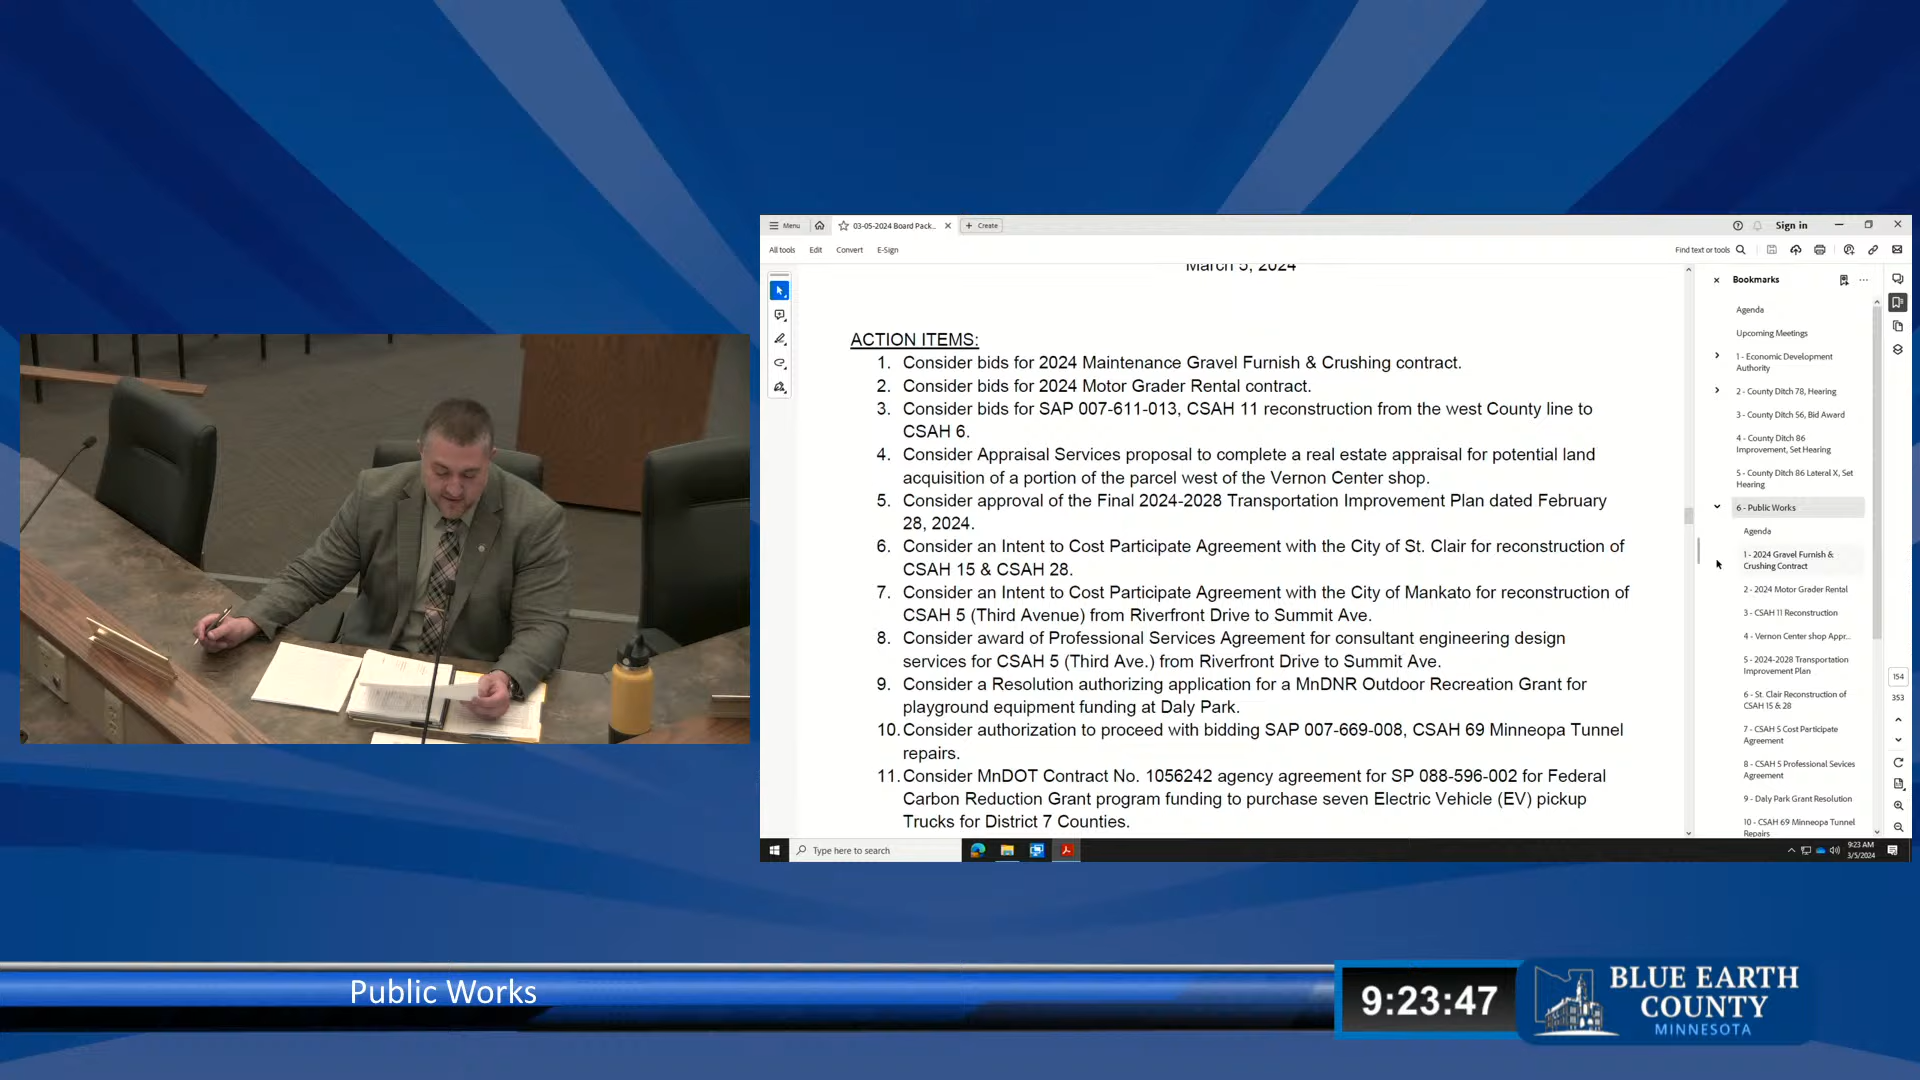 Menu
03-05-2024 Board Pack...
Create
Sign in
All tools
Edit
Convert
E-Sign
Find text or tools
March 5, 2024
ACTION ITEMS:
1. Consider bids for 2024 Maintenance Gravel Furnish & Crushing contract.
2. Consider bids for 2024 Motor Grader Rental contract.
3. Consider bids for SAP 007-611-013, CSAH 11 reconstruction from the west County line to
CSAH 6.
4. Consider Appraisal Services proposal to complete a real estate appraisal for potential land
acquisition of a portion of the parcel west of the Vernon Center shop.
5. Consider approval of the Final 2024-2028 Transportation Improvement Plan dated February
28, 2024.
6. Consider an Intent to Cost Participate Agreement with the City of St. Clair for reconstruction of
CSAH 15 & CSAH 28.
7. Consider an Intent to Cost Participate Agreement with the City of Mankato for reconstruction of
CSAH 5 (Third Avenue) from Riverfront Drive to Summit Ave.
8. Consider award of Professional Services Agreement for consultant engineering design
services for CSAH 5 (Third Ave.) from Riverfront Drive to Summit Ave.
9. Consider a Resolution authorizing application for a MnDNR Outdoor Recreation Grant for
playground equipment funding at Daly Park.
10. Consider authorization to proceed with bidding SAP 007-669-008, CSAH 69 Minneopa Tunnel
repairs.
11. Consider MnDOT Contract No. 1056242 agency agreement for SP 088-596-002 for Federal
Carbon Reduction Grant program funding to purchase seven Electric Vehicle (EV) pickup
Trucks for District 7 Counties.
Bookmarks
Agenda
Upcoming Meetings
1 - Economic Development
Authority
2 - County Ditch 78, Hearing
3 - County Ditch 56, Bid Award
4 - County Ditch 86
Improvement, Set Hearing
5 - County Ditch 86 Lateral X, Set
Hearing
6 - Public Works
Agenda
1 - 2024 Gravel Furnish &
Crushing Contract
2 - 2024 Motor Grader Rental
3 - CSAH 11 Reconstruction
4 - Vernon Center shop Appr...
5 - 2024-2028 Transportation
Improvement Plan
6 - St. Clair Reconstruction of
CSAH 15 & 28
7 - CSAH 5 Cost Participate
Agreement
8 - CSAH 5 Professional Sevices
Agreement
9 - Daly Park Grant Resolution
10 - CSAH 69 Minneopa Tunnel
Repairs
154
353
Type here to search
9:23 AM
3/5/2024
Public Works
9:23:47
BLUE EARTH
COUNTY
MINNESOTA